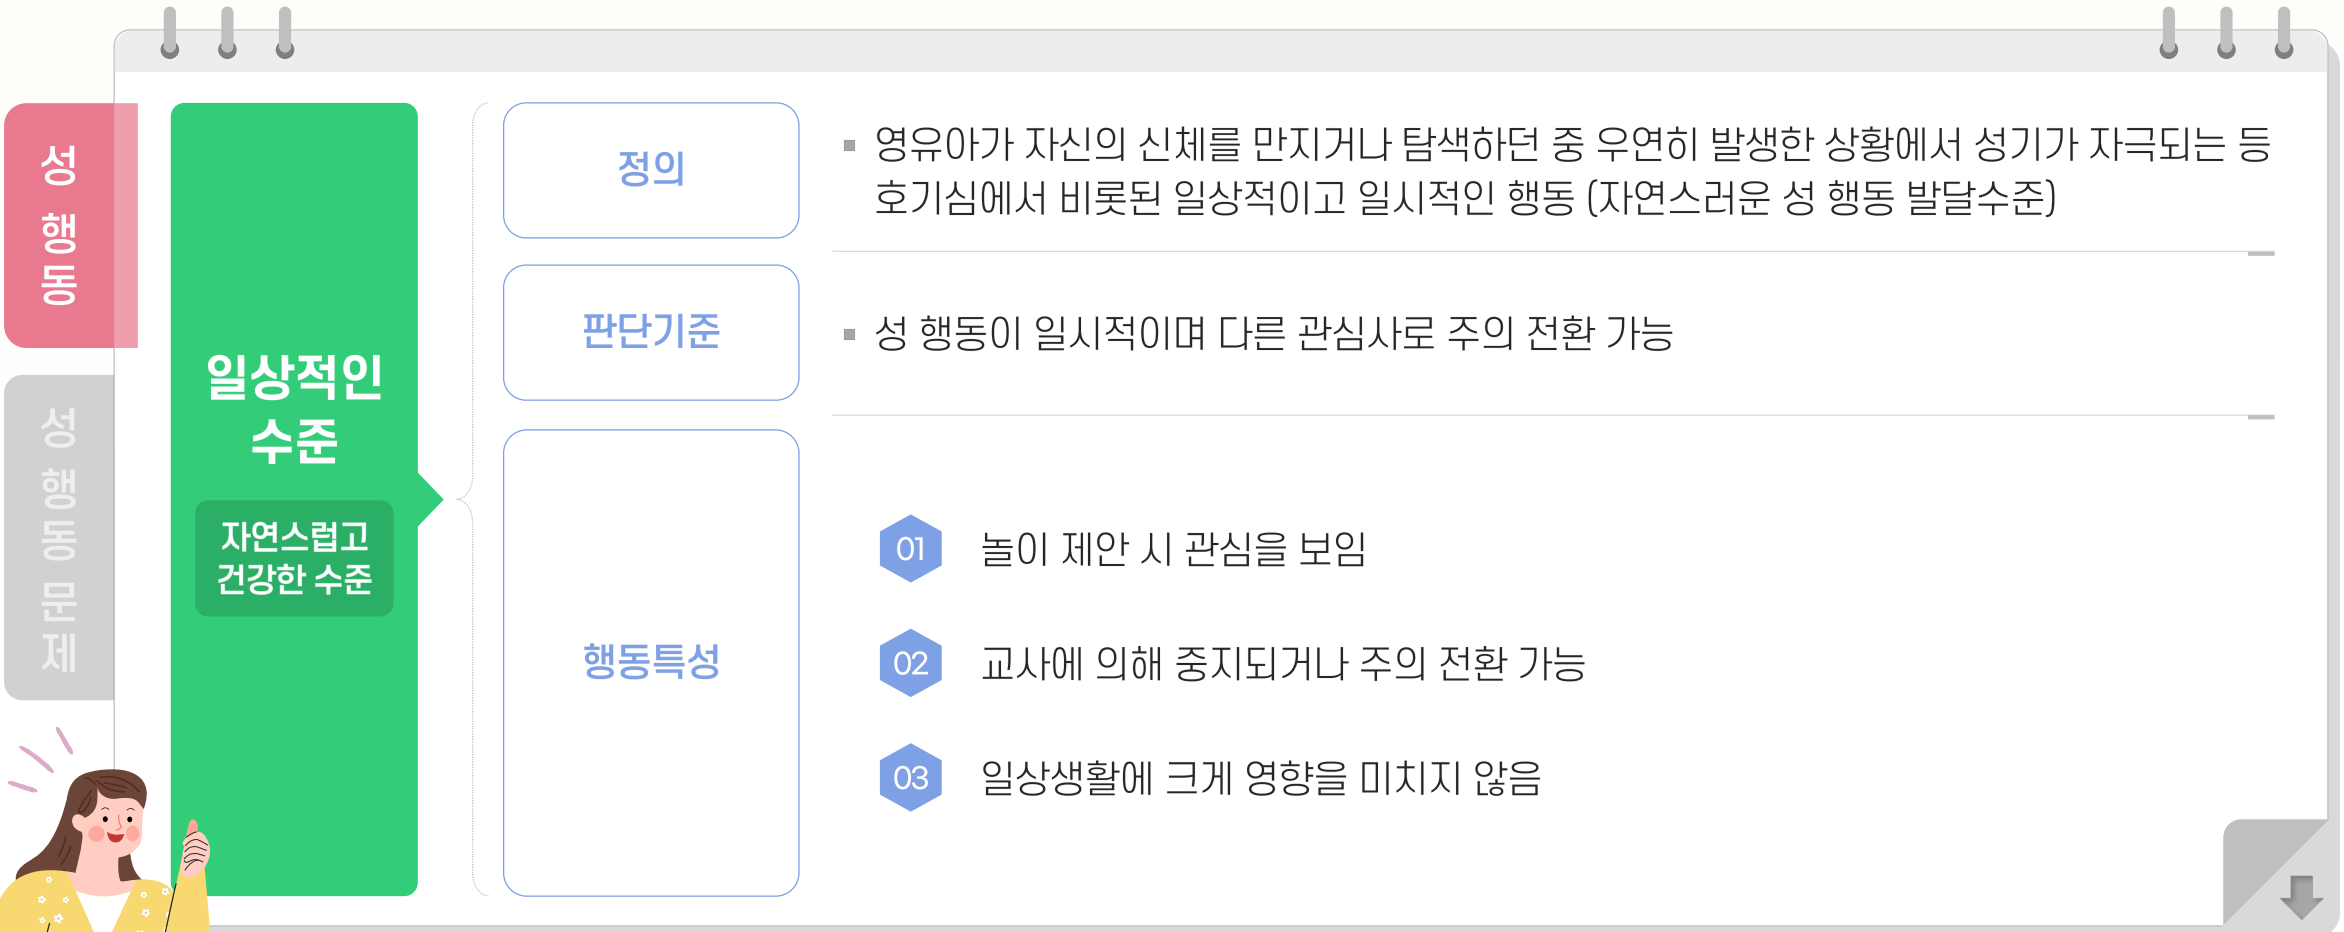 성 행동
성 행동 문제
일상적인
수준
자연스럽고
건강한 수준
정의
영유아가 자신의 신체를 만지거나 탐색하던 중 우연히 발생한 상황에서 성기가 자극되는 등
호기심에서 비롯된 일상적이고 일시적인 행동 (자연스러운 성 행동 발달수준)
판단기준
성 행동이 일시적이며 다른 관심사로 주의 전환 가능
행동특성
01 놀이 제안 시 관심을 보임
02 교사에 의해 중지되거나 주의 전환 가능
03 일상생활에 크게 영향을 미치지 않음